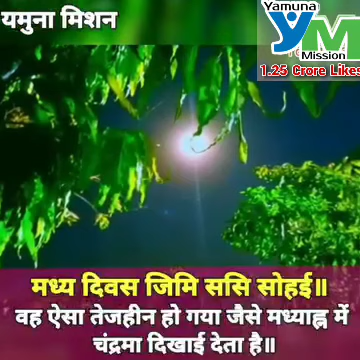 यमुना मिशन
Yamuna
YM
Mission
1.25 Crore Likes
मध्य दिवस जिमि ससि सोहई॥
वह ऐसा तेजहीन हो गया जैसे मध्याह्न में
चंद्रमा दिखाई देता है॥